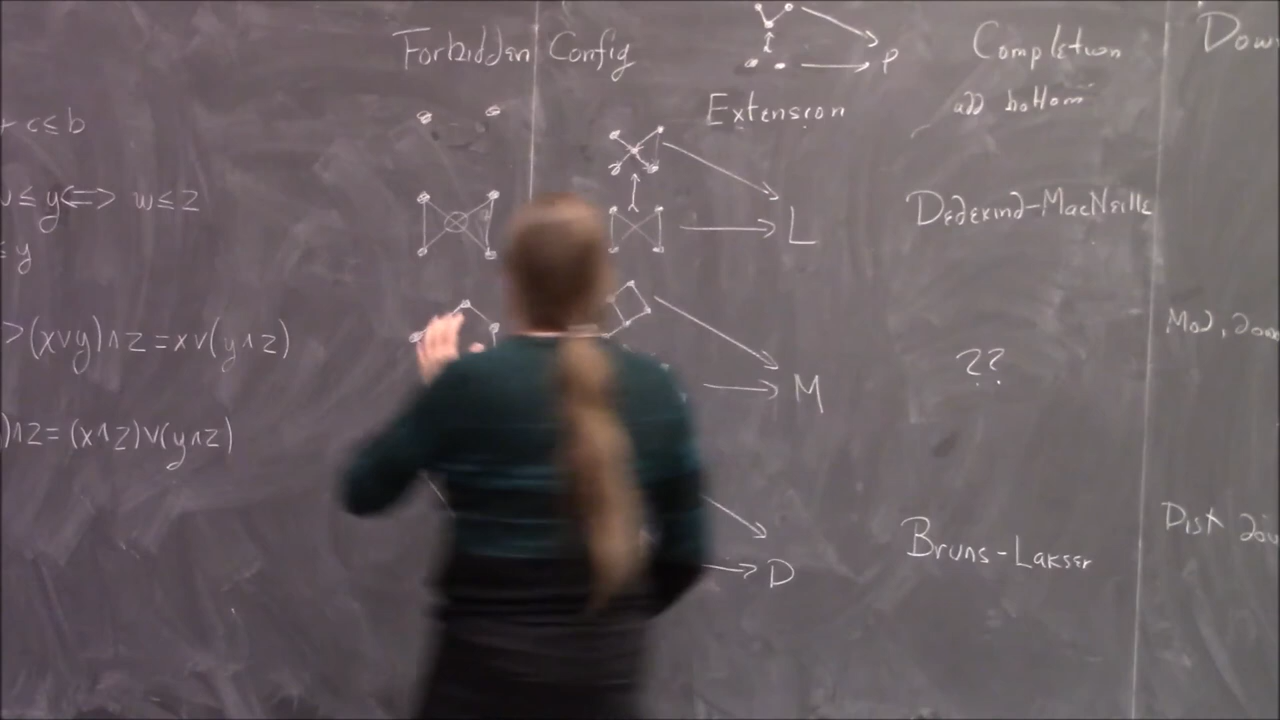 Forbidden Config
P
Completion
Dow
Extension
add bottom
c ≤ b
≤ y ⟺ w ≤ z
L
Dedekind-MacNeille
≤ y
>(x∨y)∧z = x∨(y∧z)
M
??
Mod,
)∧z = (x∧z)∨(y∧z)
D
Bruns-Lakser
Dist